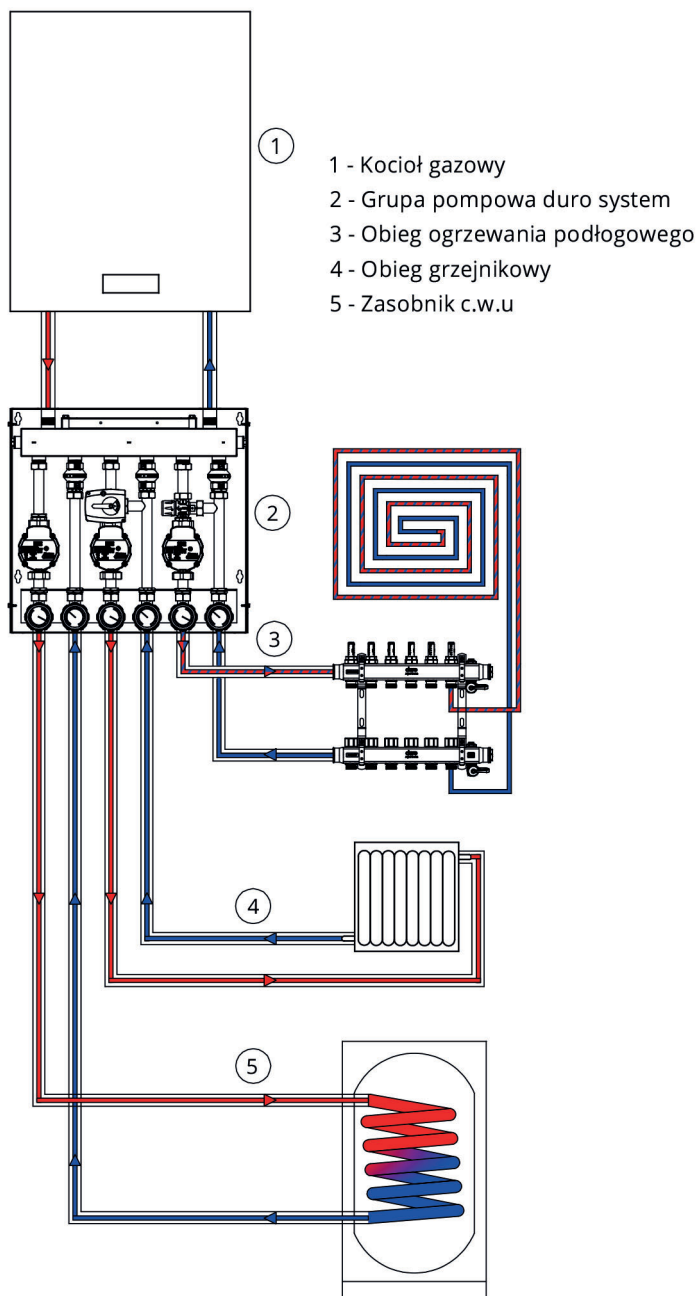 1
1 - Kocioł gazowy
2 - Grupa pompowa duro system
3 - Obieg ogrzewania podłogowego
4 - Obieg grzejnikowy
5 - Zasobnik c.w.u
2
3
4
5